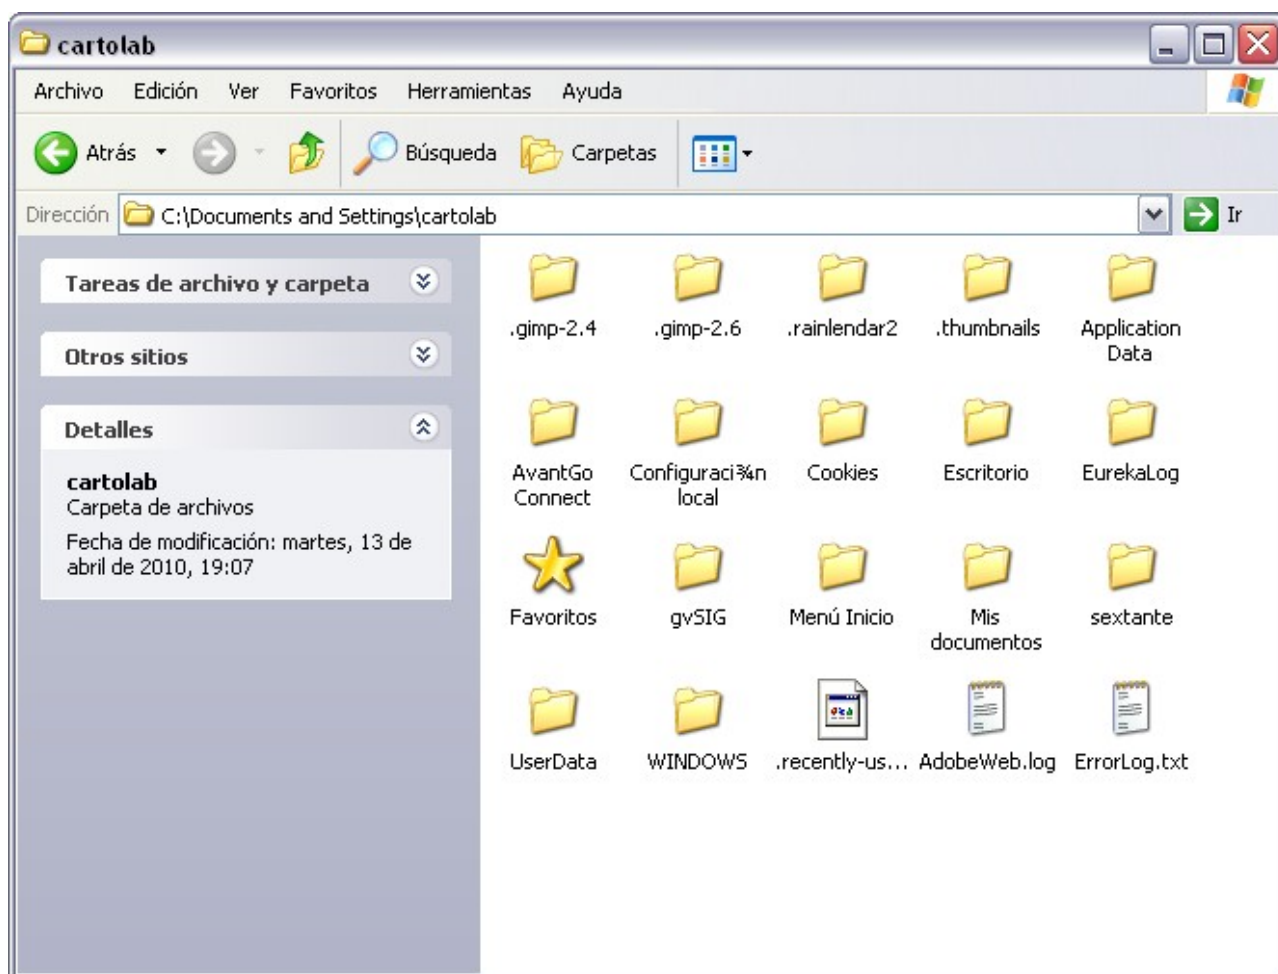 cartolab
Archivo Edición Ver Favoritos Herramientas Ayuda
Atrás Búsqueda Carpetas
Dirección C:\Documents and Settings\cartolab Ir
Tareas de archivo y carpeta
Otros sitios
Detalles
cartolab
Carpeta de archivos
Fecha de modificación: martes, 13 de
abril de 2010, 19:07
.gimp-2.4 .gimp-2.6 .rainlendar2 .thumbnails Application
Data
AvantGo Configuraci¾n Cookies Escritorio EurekaLog
Connect local
Favoritos gvSIG Menú Inicio Mis sextante
documentos
UserData WINDOWS .recently-us... AdobeWeb.log ErrorLog.txt